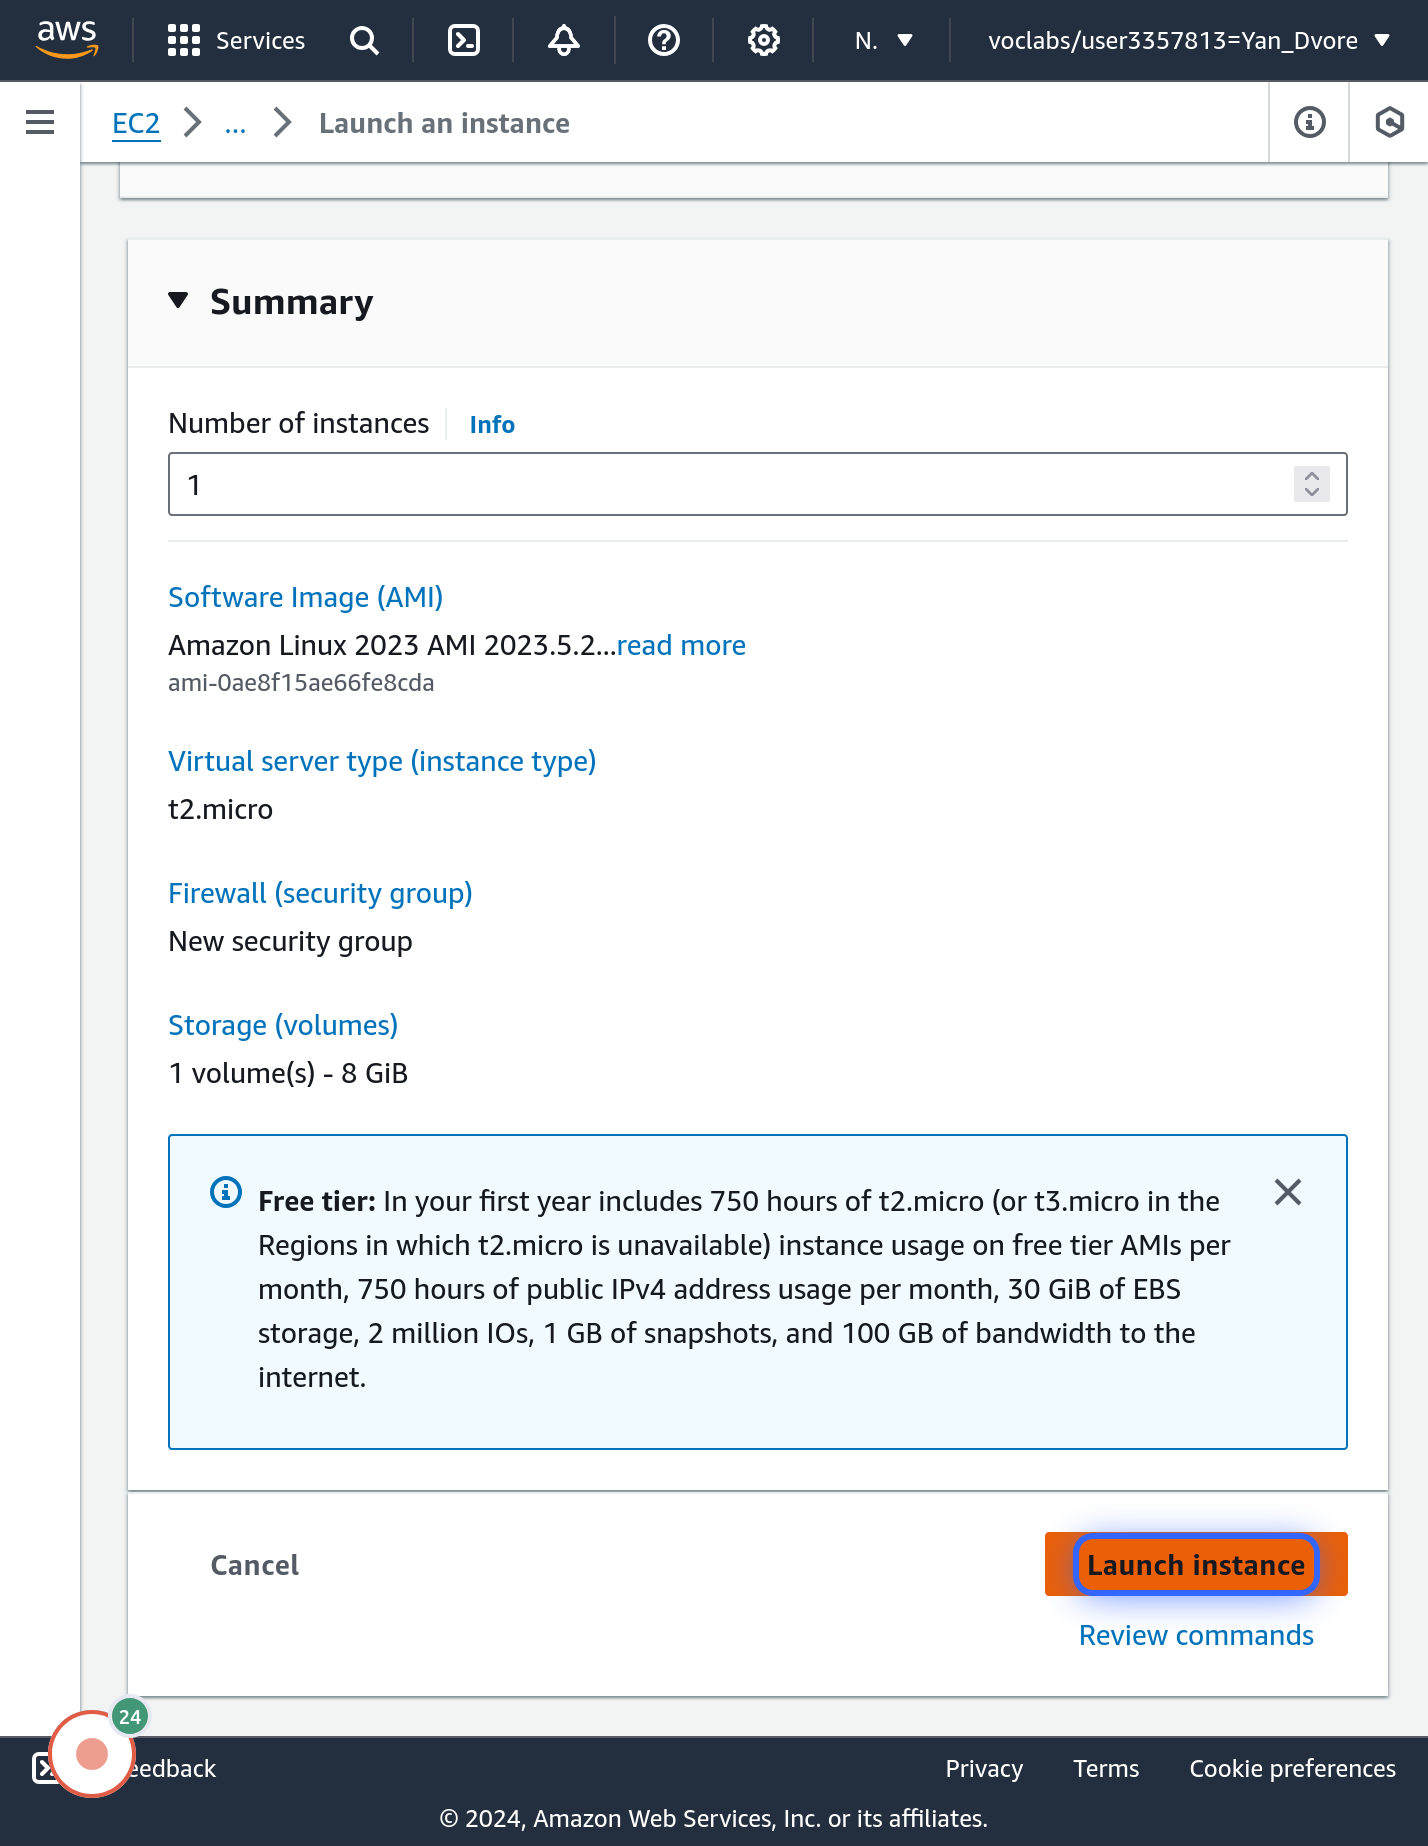 aws Services N. voclabs/user3357813=Yan_Dvore
EC2 ... Launch an instance
Summary
Number of instances Info
1
Software Image (AMI)
Amazon Linux 2023 AMI 2023.5.2...read more
ami-0ae8f15ae66fe8cda
Virtual server type (instance type)
t2.micro
Firewall (security group)
New security group
Storage (volumes)
1 volume(s) - 8 GiB
Free tier: In your first year includes 750 hours of t2.micro (or t3.micro in the
Regions in which t2.micro is unavailable) instance usage on free tier AMIs per
month, 750 hours of public IPv4 address usage per month, 30 GiB of EBS
storage, 2 million IOs, 1 GB of snapshots, and 100 GB of bandwidth to the
internet.
Cancel Launch instance
Review commands
24
eedback Privacy Terms Cookie preferences
© 2024, Amazon Web Services, Inc. or its affiliates.